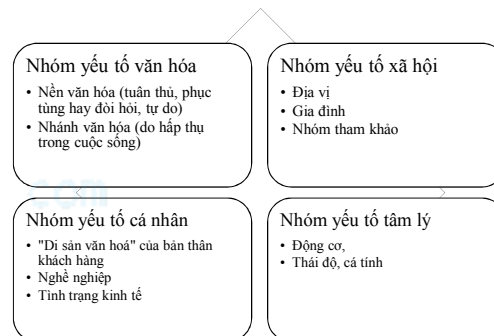 Nhóm yếu tố văn hóa
• Nền văn hóa (tuân thủ, phục
tùng hay đòi hỏi, tự do)
• Nhánh văn hóa (do hấp thụ
trong cuộc sống)
Nhóm yếu tố xã hội
• Địa vị
• Gia đình
• Nhóm tham khảo
Nhóm yếu tố cá nhân
• "Di sản văn hoá" của bản thân
khách hàng
• Nghề nghiệp
• Tình trạng kinh tế
Nhóm yếu tố tâm lý
• Động cơ,
• Thái độ, cá tính
com